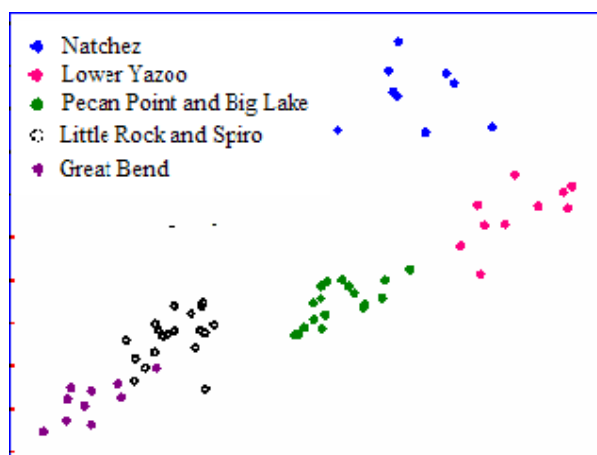 Natchez
Lower Yazoo
Pecan Point and Big Lake
Little Rock and Spiro
Great Bend